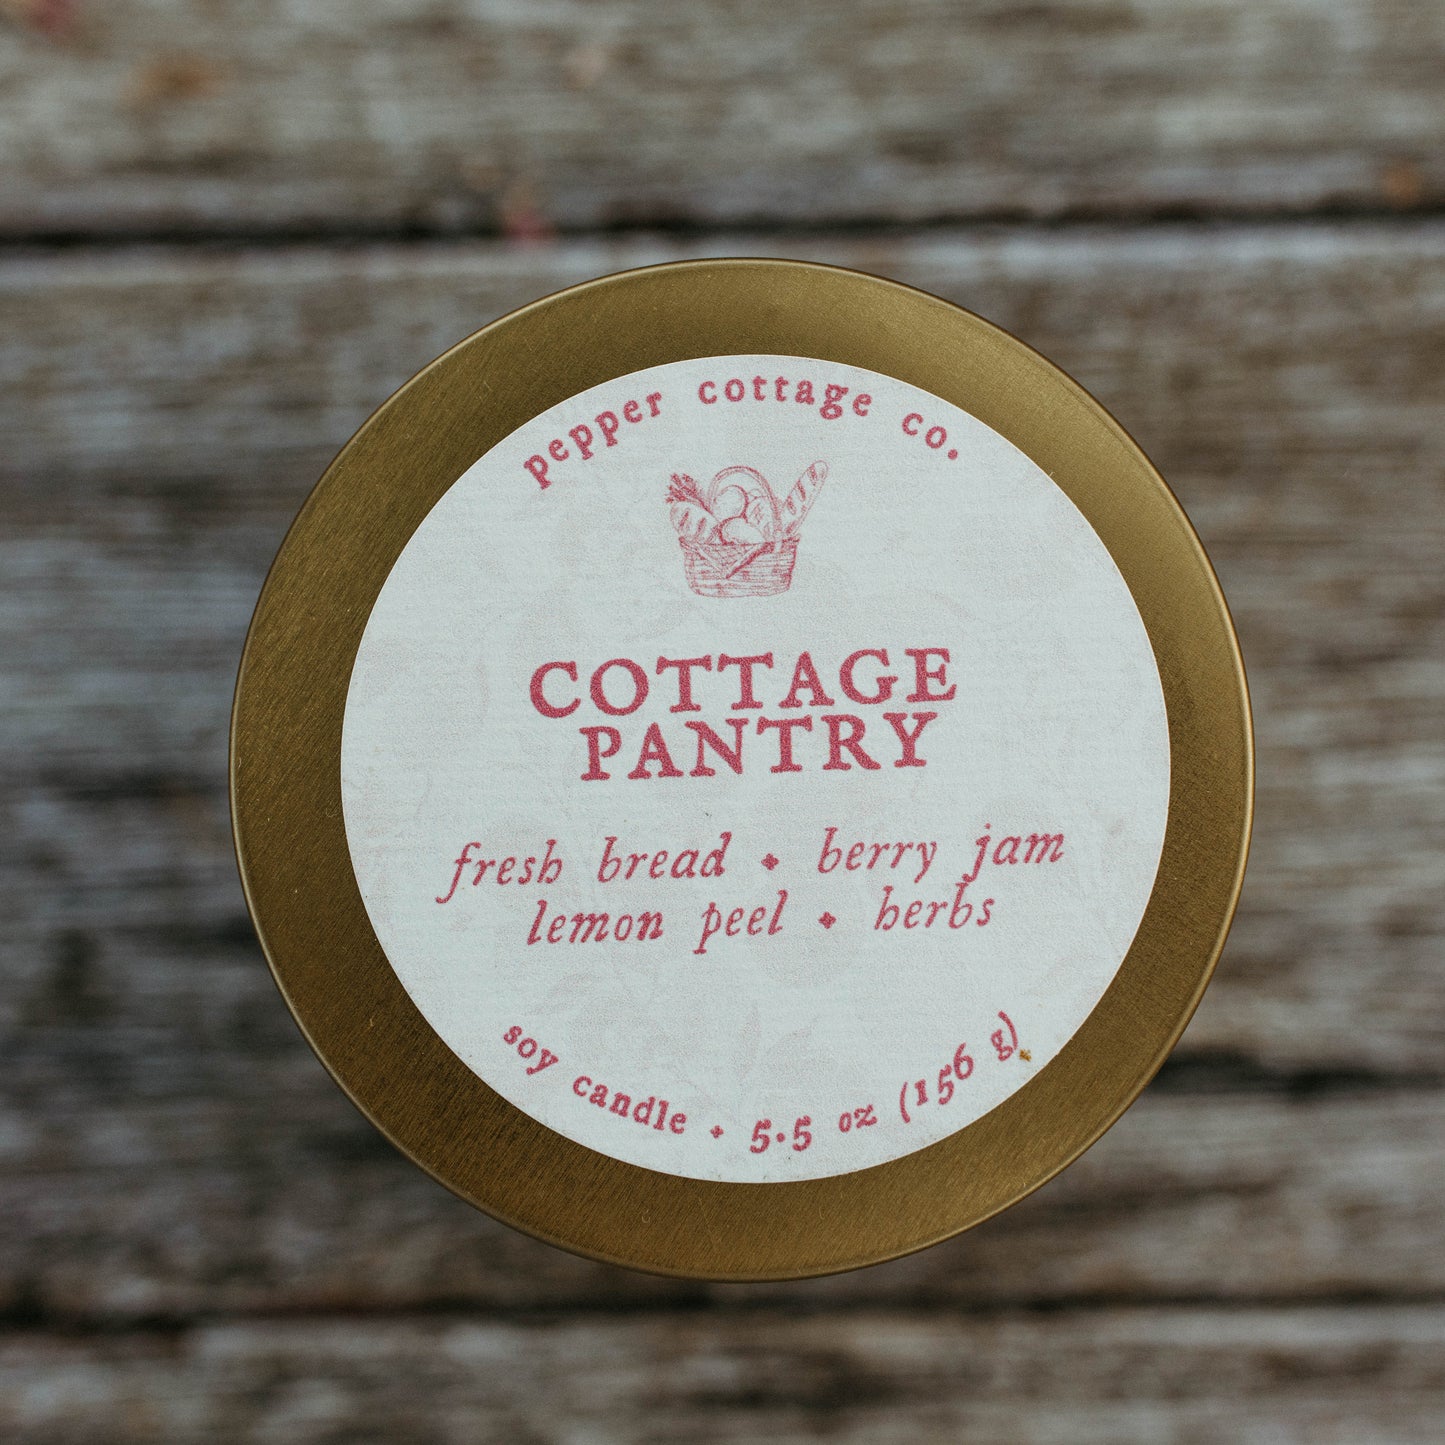 pepper cottage co.
COTTAGE
PANTRY
fresh bread • berry jam
lemon peel • herbs
soy candle • 5.5 oz (156 g)